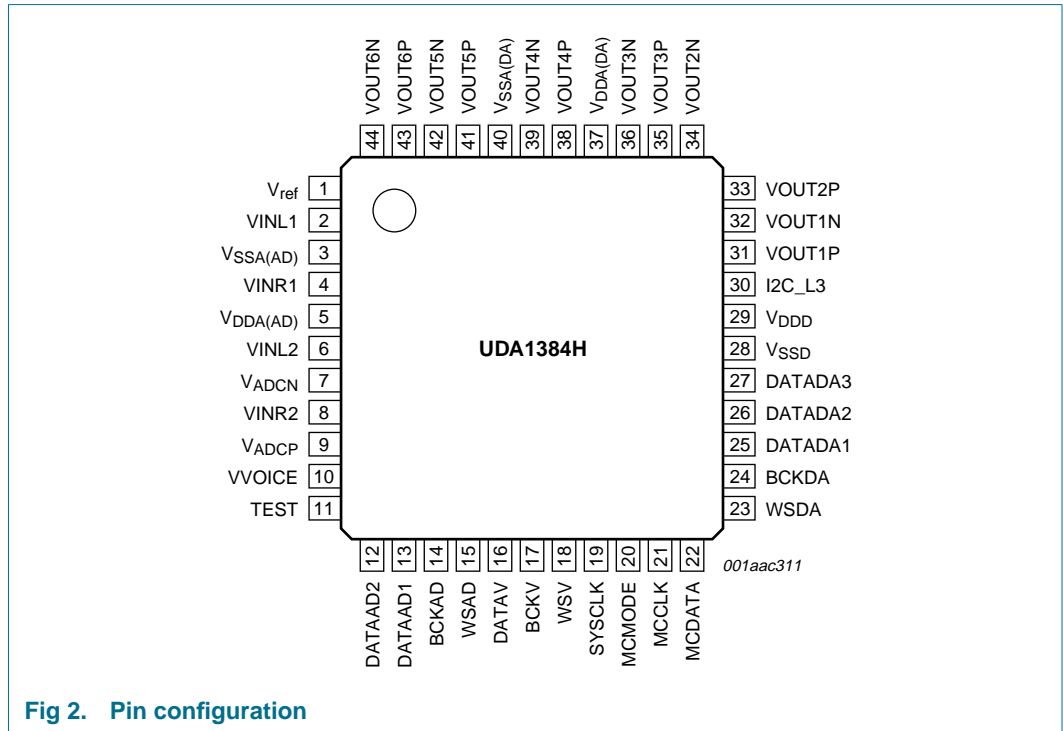 VOUT6N
VOUT6P
VOUT5N
VOUT5P
VSSA(DA)
VOUT4N
VOUT4P
VDDA(DA)
VOUT3N
VOUT3P
VOUT2N
44
43
42
41
40
39
38
37
36
35
34
Vref 1
VINL1 2
VSSA(AD) 3
VINR1 4
VDDA(AD) 5
VINL2 6
VADCN 7
VINR2 8
VADCP 9
VVOICE 10
TEST 11
UDA1384H
33 VOUT2P
32 VOUT1N
31 VOUT1P
30 I2C_L3
29 VDDD
28 VSSD
27 DATADA3
26 DATADA2
25 DATADA1
24 BCKDA
23 WSDA
12
13
14
15
16
17
18
19
20
21
22
DATAAD2
DATAAD1
BCKAD
WSAD
DATAV
BCKV
WSV
SYSCLK
MCMODE
MCCLK
MCDATA
001aac311
Fig 2. Pin configuration